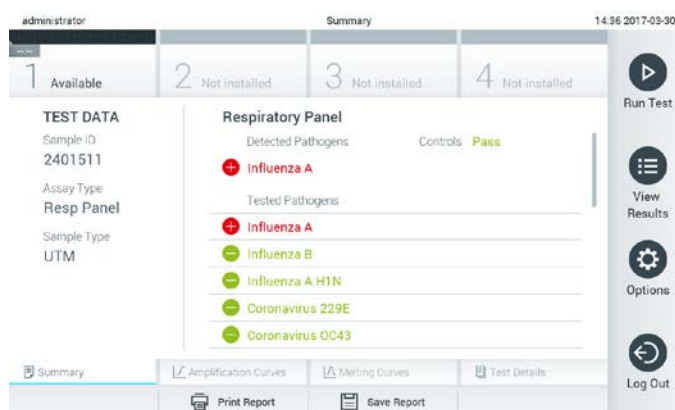 administrator Summary 14:36 2017-03-30
1 Available 2 Not installed 3 Not installed 4 Not installed
Run Test
TEST DATA
Sample ID
2401511
Assay Type
Resp Panel
Sample Type
UTM
Respiratory Panel
Detected Pathogens Controls Pass
Influenza A
Tested Pathogens
Influenza A
Influenza B
Influenza A H1N
Coronavirus 229E
Coronavirus OC43
View
Results
Options
Log Out
Summary Amplification Curves Melting Curves Test Details
Print Report Save Report